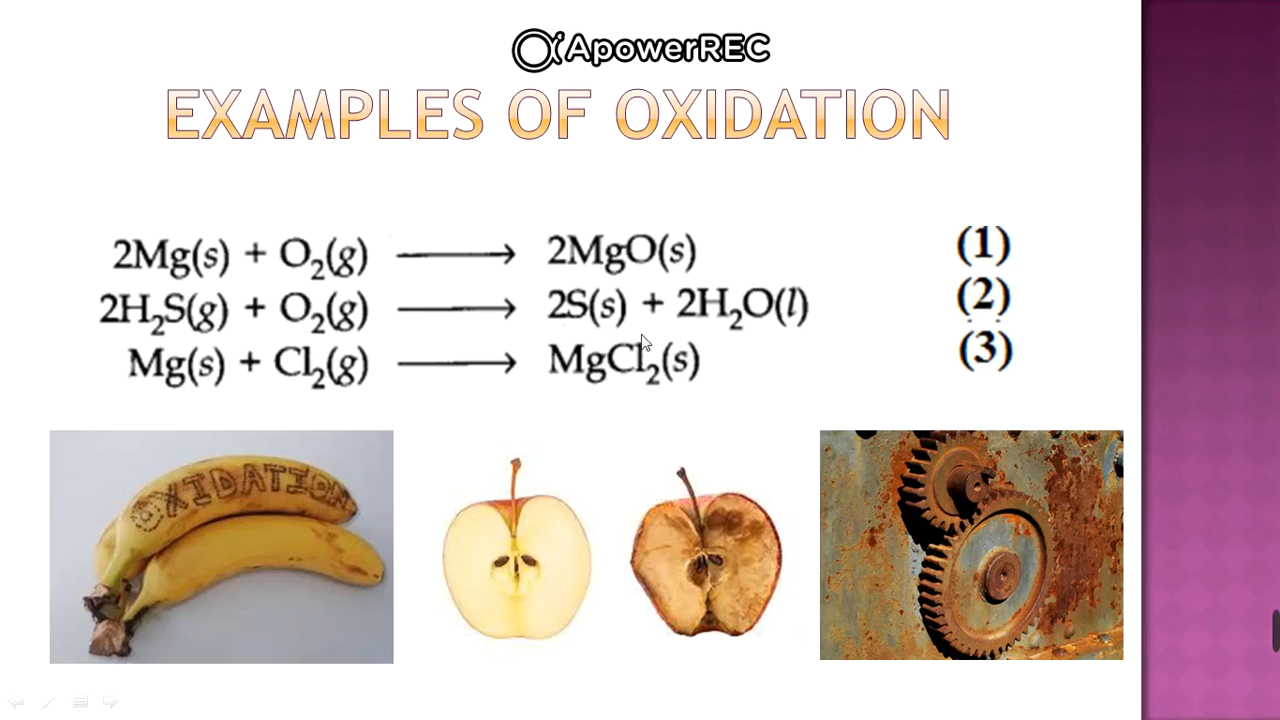 ApowerREC
EXAMPLES OF OXIDATION
2Mg(s) + O₂(g) ⟶ 2MgO(s) (1)
2H₂S(g) + O₂(g) ⟶ 2S(s) + 2H₂O(l) (2)
Mg(s) + Cl₂(g) ⟶ MgCl₂(s) (3)
OXIDATION